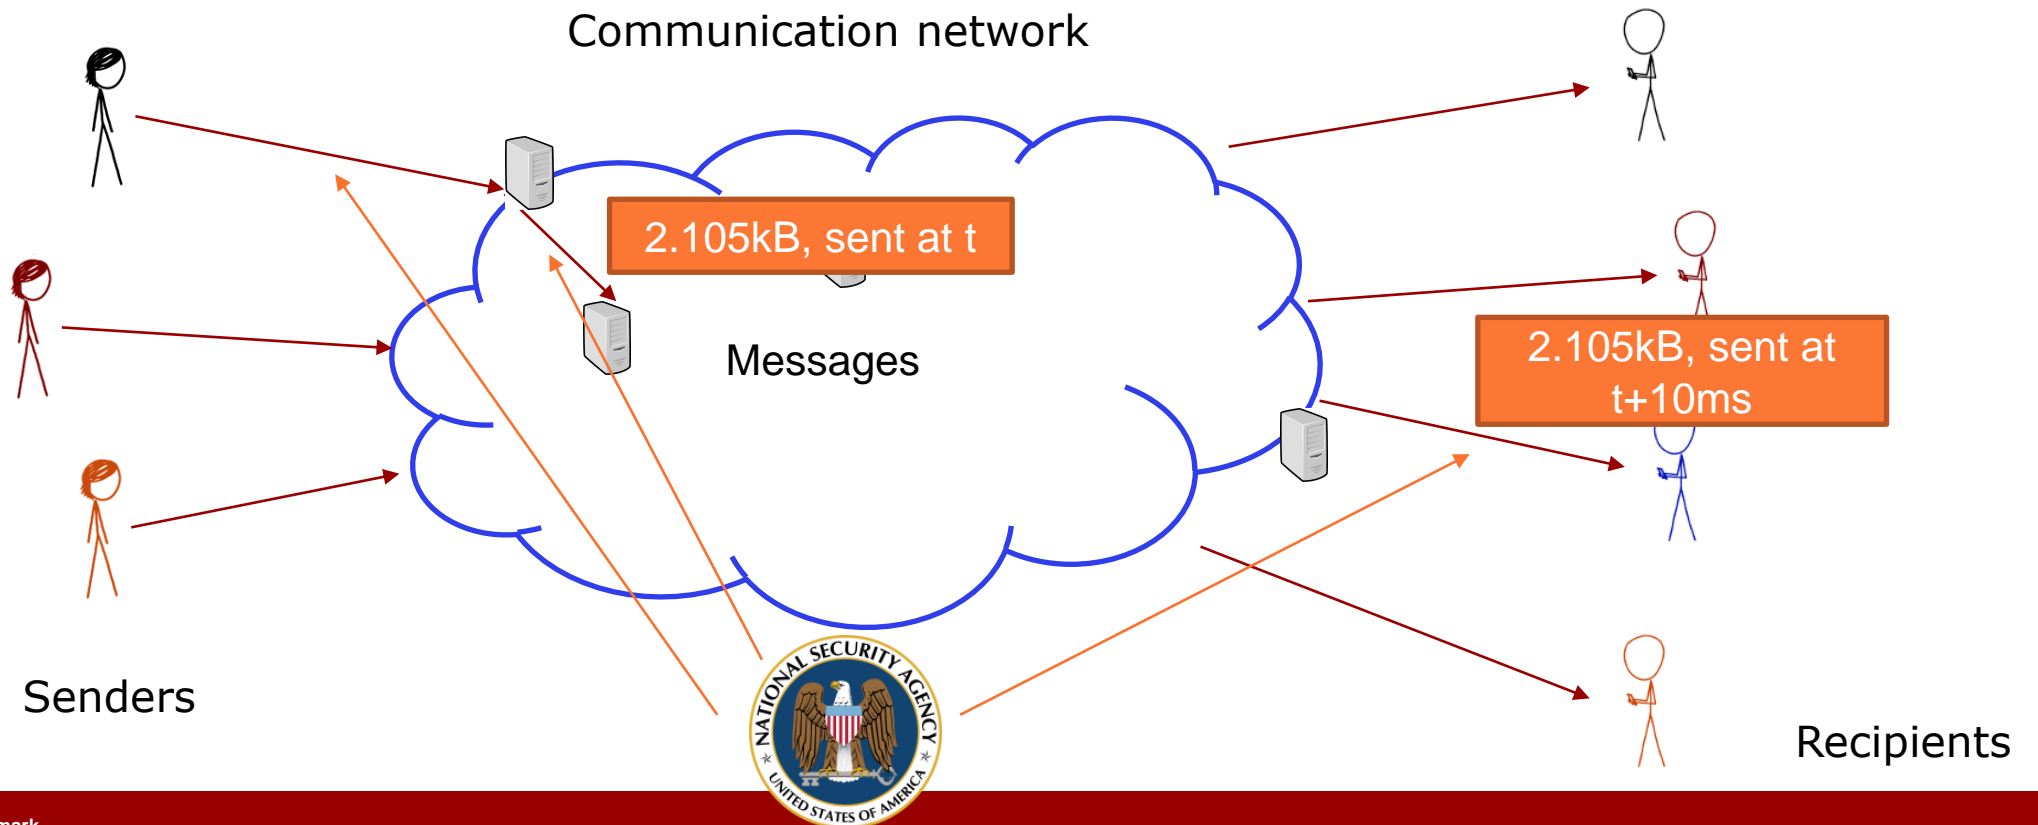 Communication network
2.105kB, sent at t
Messages
2.105kB, sent at
t+10ms
NATIONAL SECURITY AGENCY
UNITED STATES OF AMERICA
Senders
Recipients